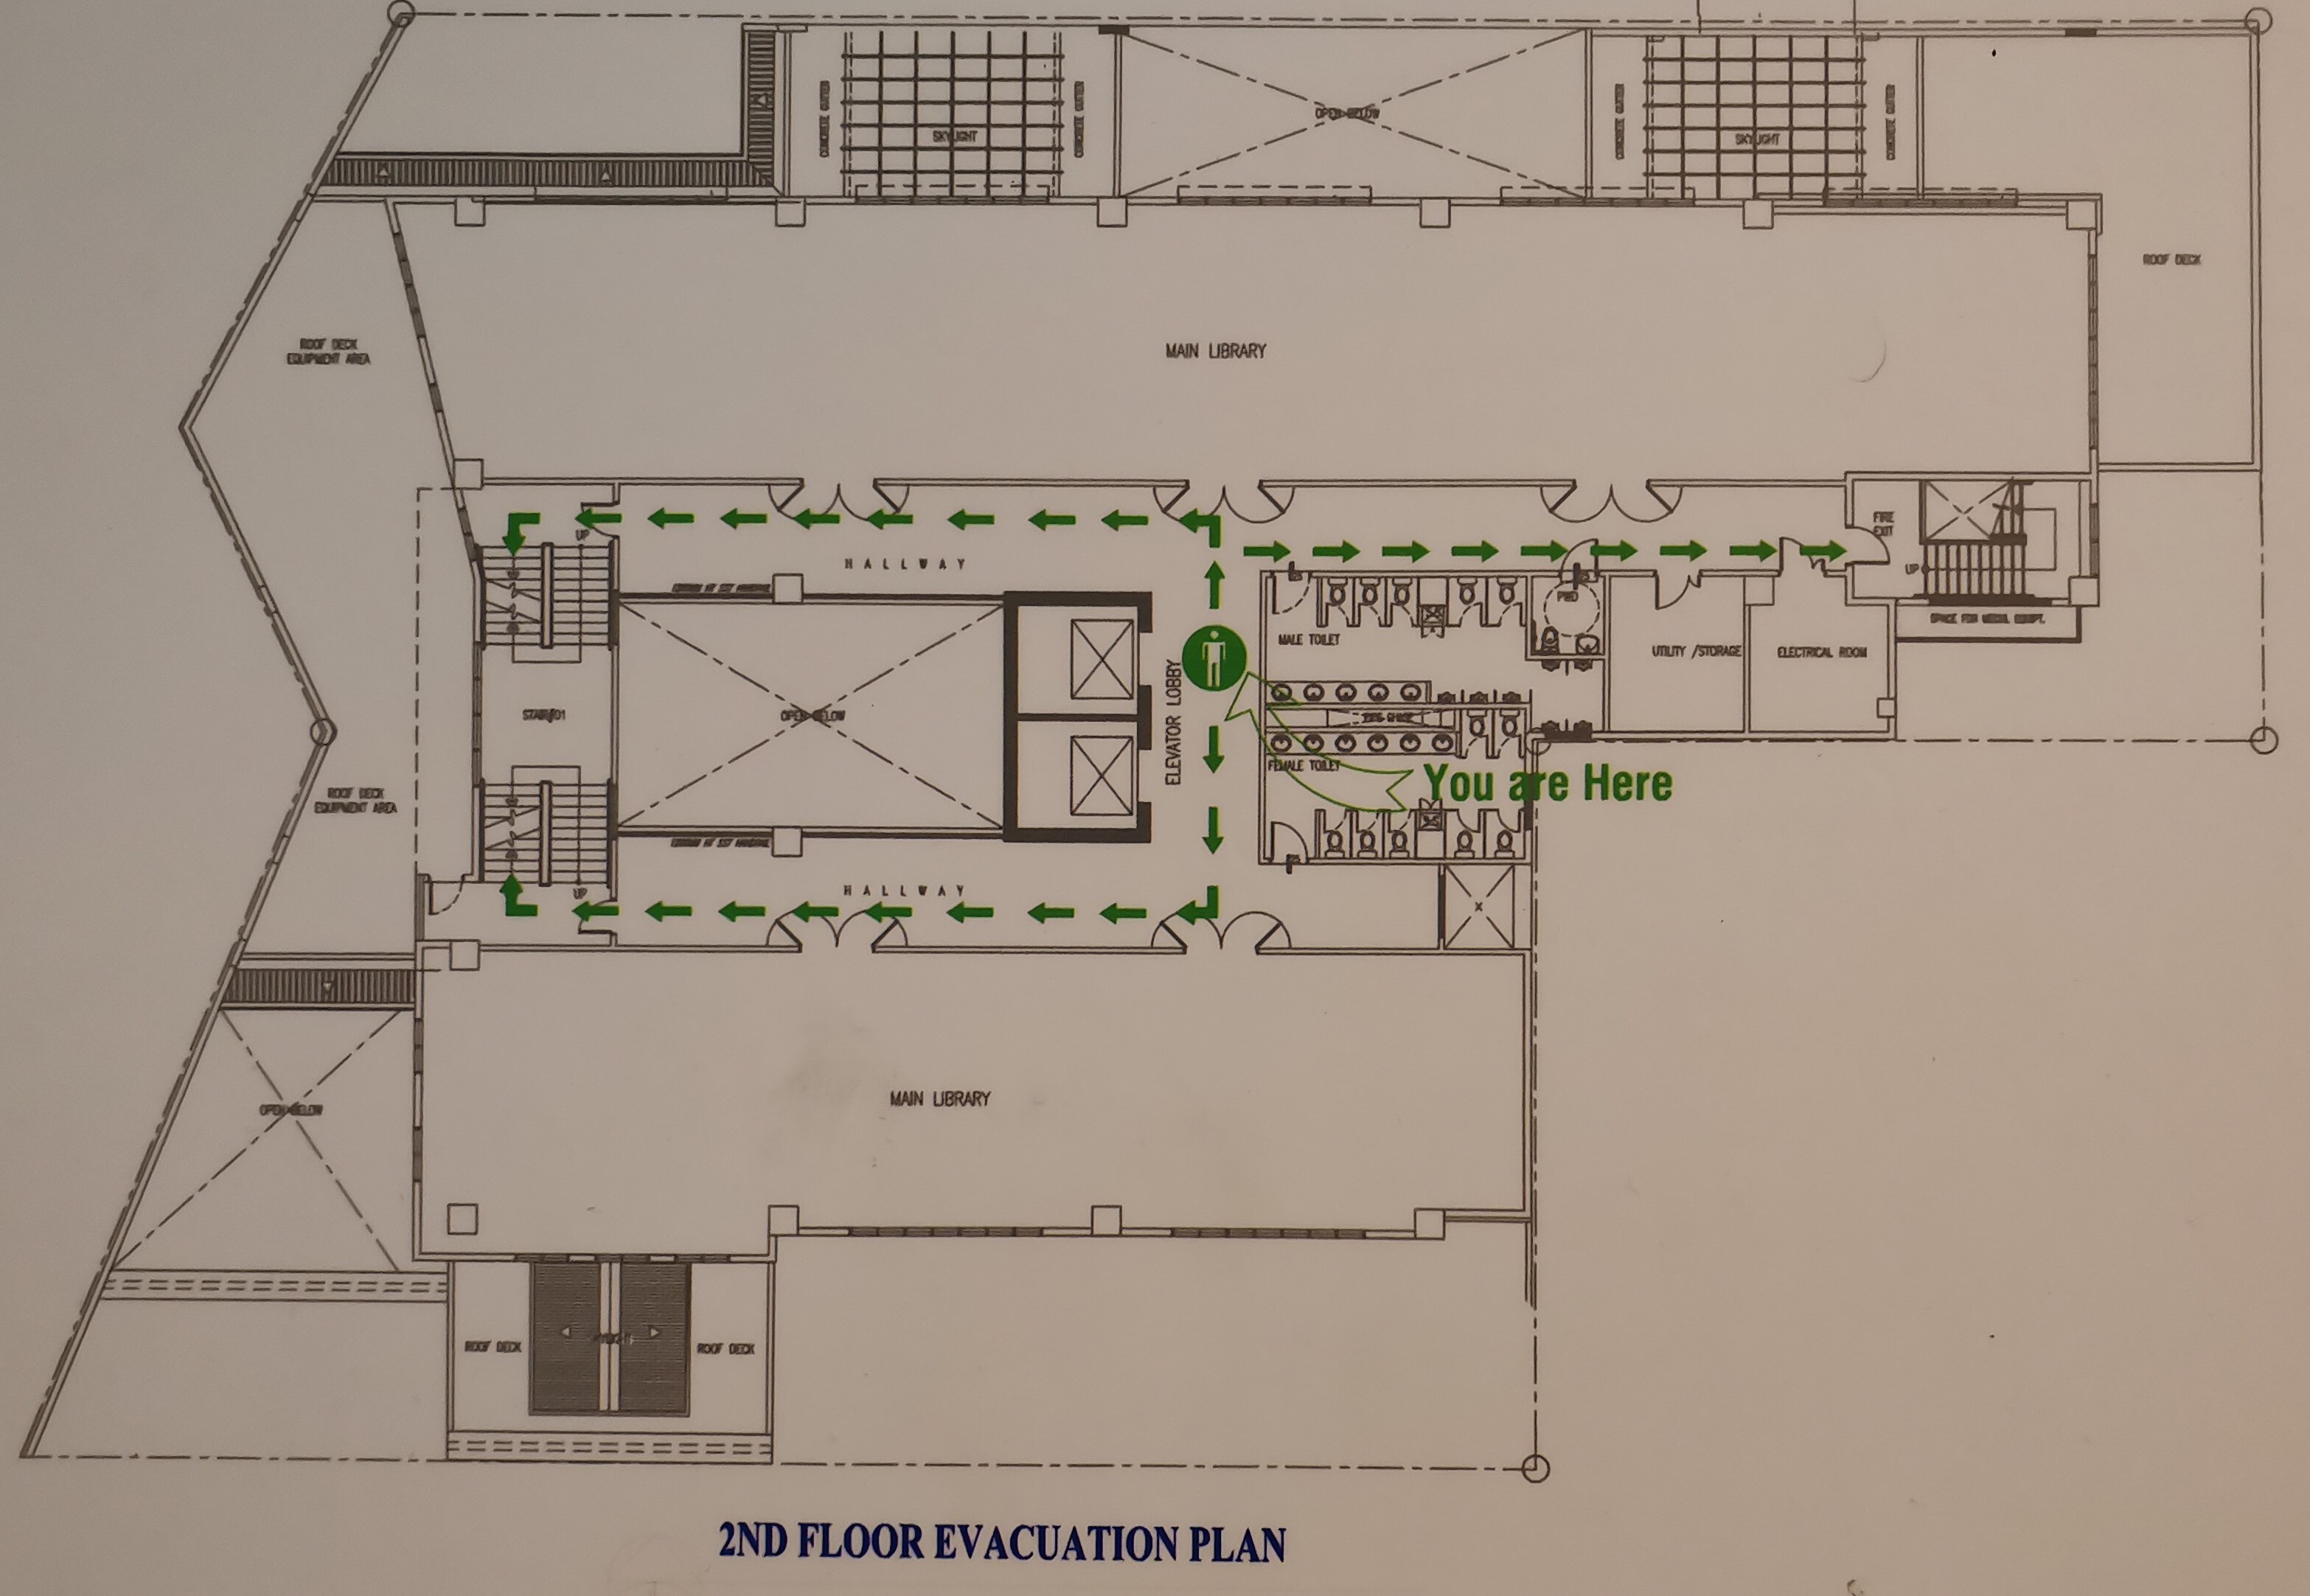 CONCRETE GUTTER
SKYLIGHT
CONCRETE GUTTER
OPEN BELOW
CONCRETE GUTTER
SKYLIGHT
CONCRETE GUTTER
ROOF DECK
ROOF DECK
EQUIPMENT AREA
MAIN LIBRARY
UP
HALLWAY
FIRE
EXIT
UP
PWD
SPACE FOR MECHL EQUIPT.
MALE TOILET
UTILITY /STORAGE
ELECTRICAL ROOM
STAIR 01
OPEN BELOW
ELEVATOR LOBBY
FEMALE TOILET
You are Here
ROOF DECK
EQUIPMENT AREA
UP
HALLWAY
MAIN LIBRARY
OPEN BELOW
ROOF DECK
ROOF DECK
2ND FLOOR EVACUATION PLAN